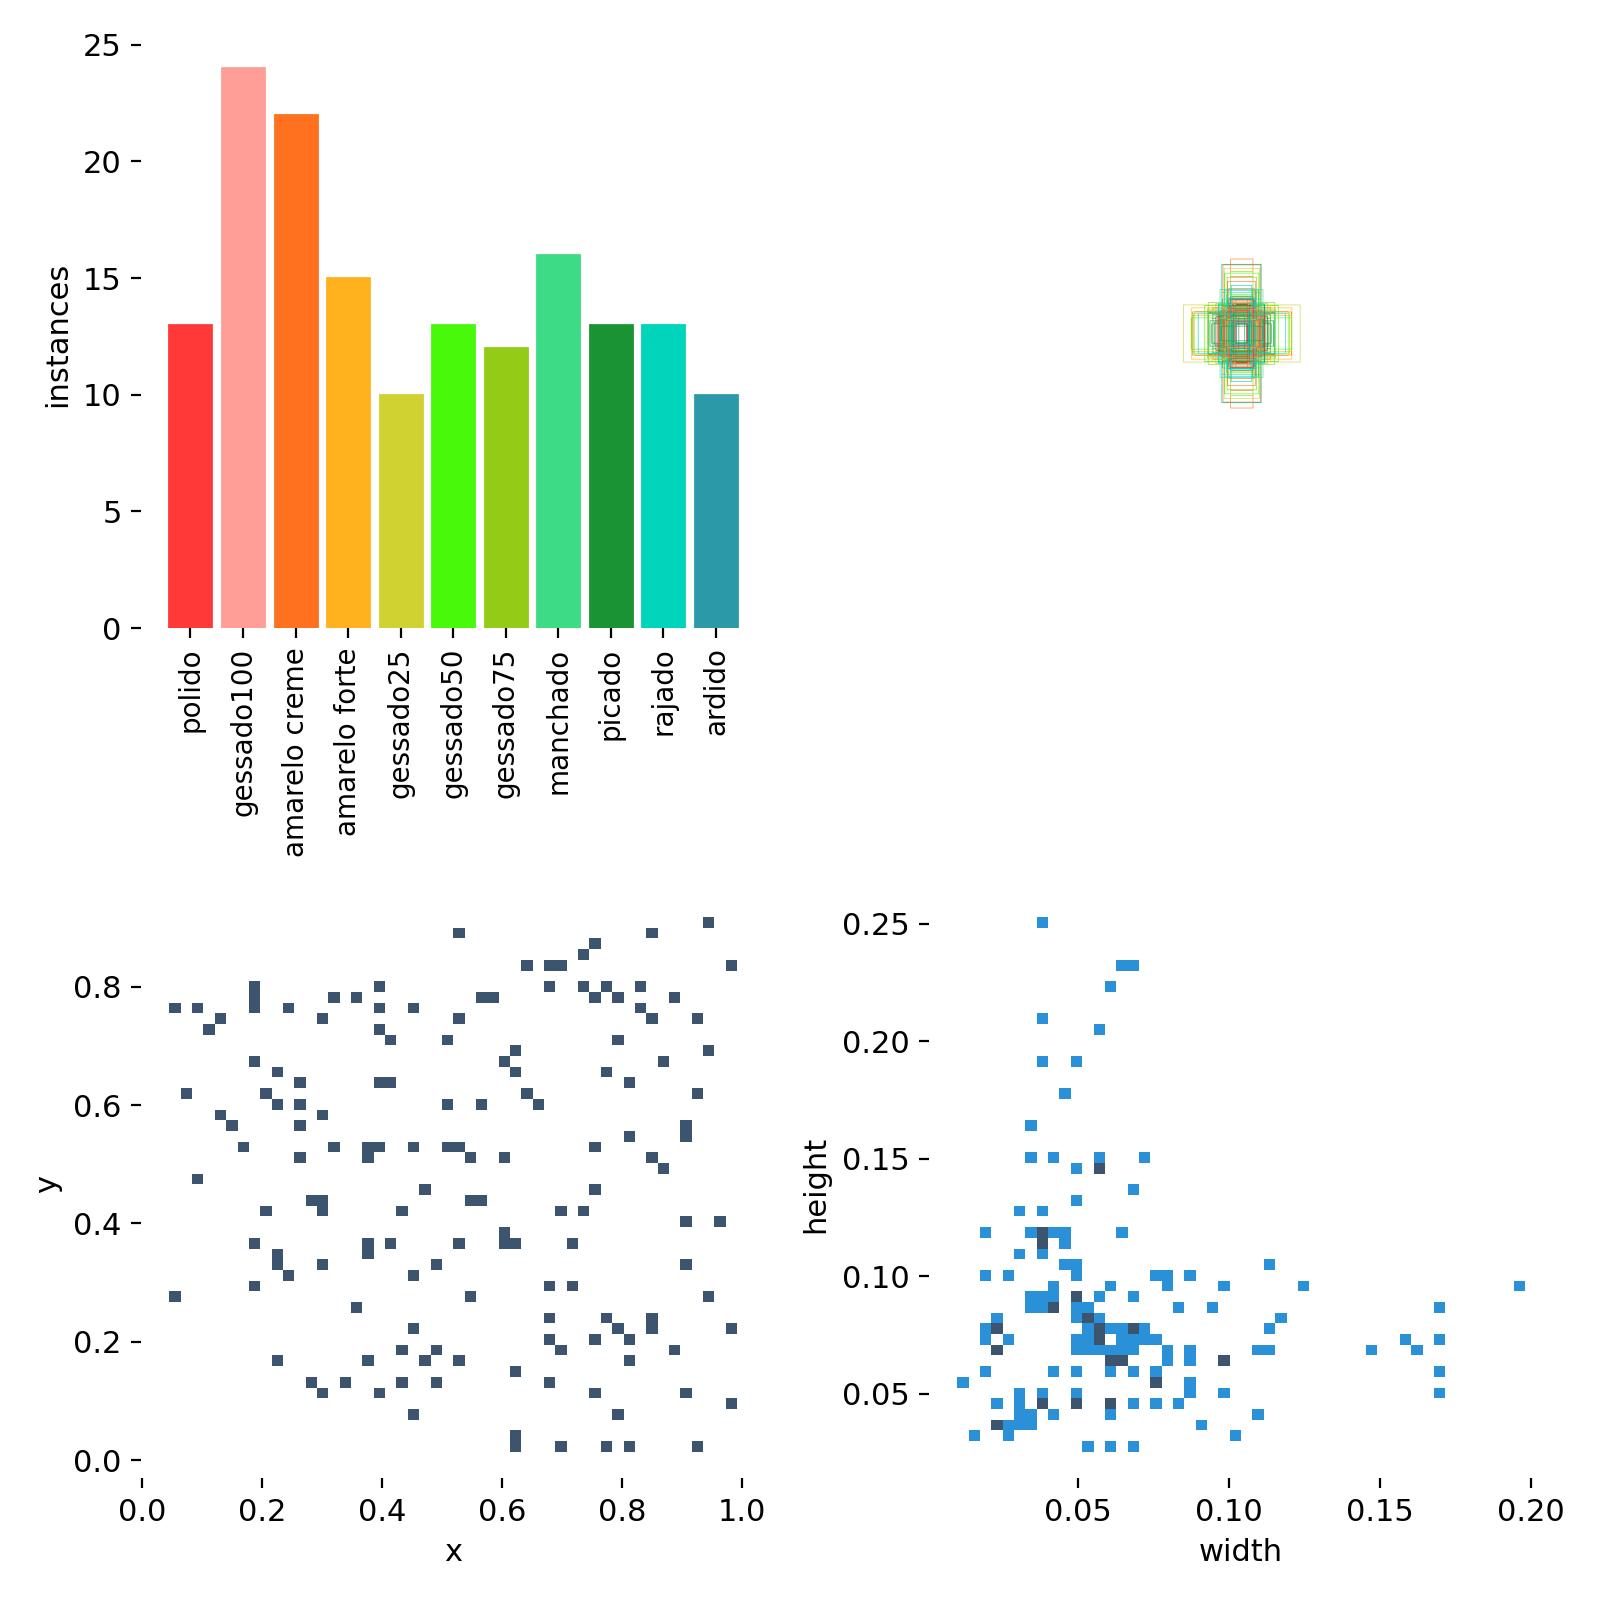 25
20
15
10
5
0
instances
polido
gessado100
amarelo creme
amarelo forte
gessado25
gessado50
gessado75
manchado
picado
rajado
ardido
0.8
0.6
0.4
0.2
0.0
y
0.0 0.2 0.4 0.6 0.8 1.0
x
0.25
0.20
0.15
0.10
0.05
height
0.05 0.10 0.15 0.20
width